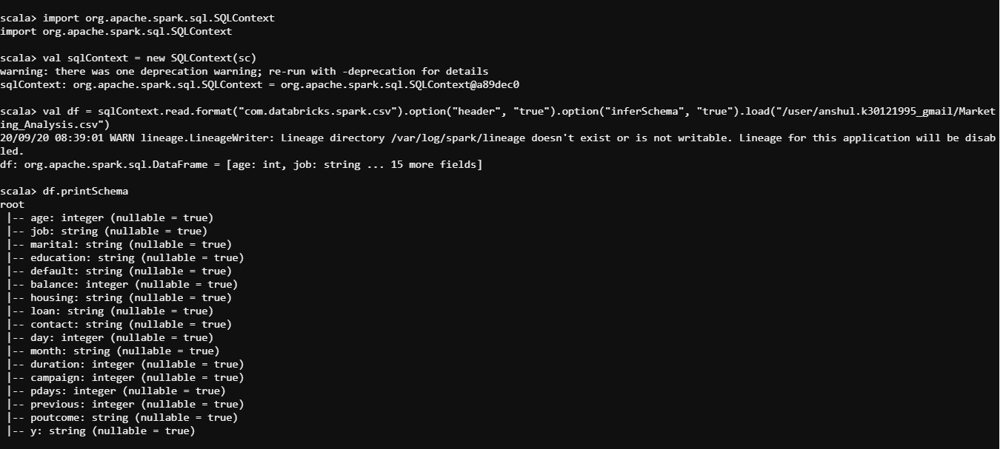 scala> import org.apache.spark.sql.SQLContext
import org.apache.spark.sql.SQLContext
scala> val sqlContext = new SQLContext(sc)
warning: there was one deprecation warning; re-run with -deprecation for details
sqlContext: org.apache.spark.sql.SQLContext = org.apache.spark.sql.SQLContext@a89dec0
scala> val df = sqlContext.read.format("com.databricks.spark.csv").option("header", "true").option("inferSchema", "true").load("/user/anshul.k30121995_gmail/Market
ing_Analysis.csv")
20/09/20 08:39:01 WARN lineage.LineageWriter: Lineage directory /var/log/spark/lineage doesn't exist or is not writable. Lineage for this application will be disab
led.
df: org.apache.spark.sql.DataFrame = [age: int, job: string ... 15 more fields]
scala> df.printSchema
root
 |-- age: integer (nullable = true)
 |-- job: string (nullable = true)
 |-- marital: string (nullable = true)
 |-- education: string (nullable = true)
 |-- default: string (nullable = true)
 |-- balance: integer (nullable = true)
 |-- housing: string (nullable = true)
 |-- loan: string (nullable = true)
 |-- contact: string (nullable = true)
 |-- day: integer (nullable = true)
 |-- month: string (nullable = true)
 |-- duration: integer (nullable = true)
 |-- campaign: integer (nullable = true)
 |-- pdays: integer (nullable = true)
 |-- previous: integer (nullable = true)
 |-- poutcome: string (nullable = true)
 |-- y: string (nullable = true)